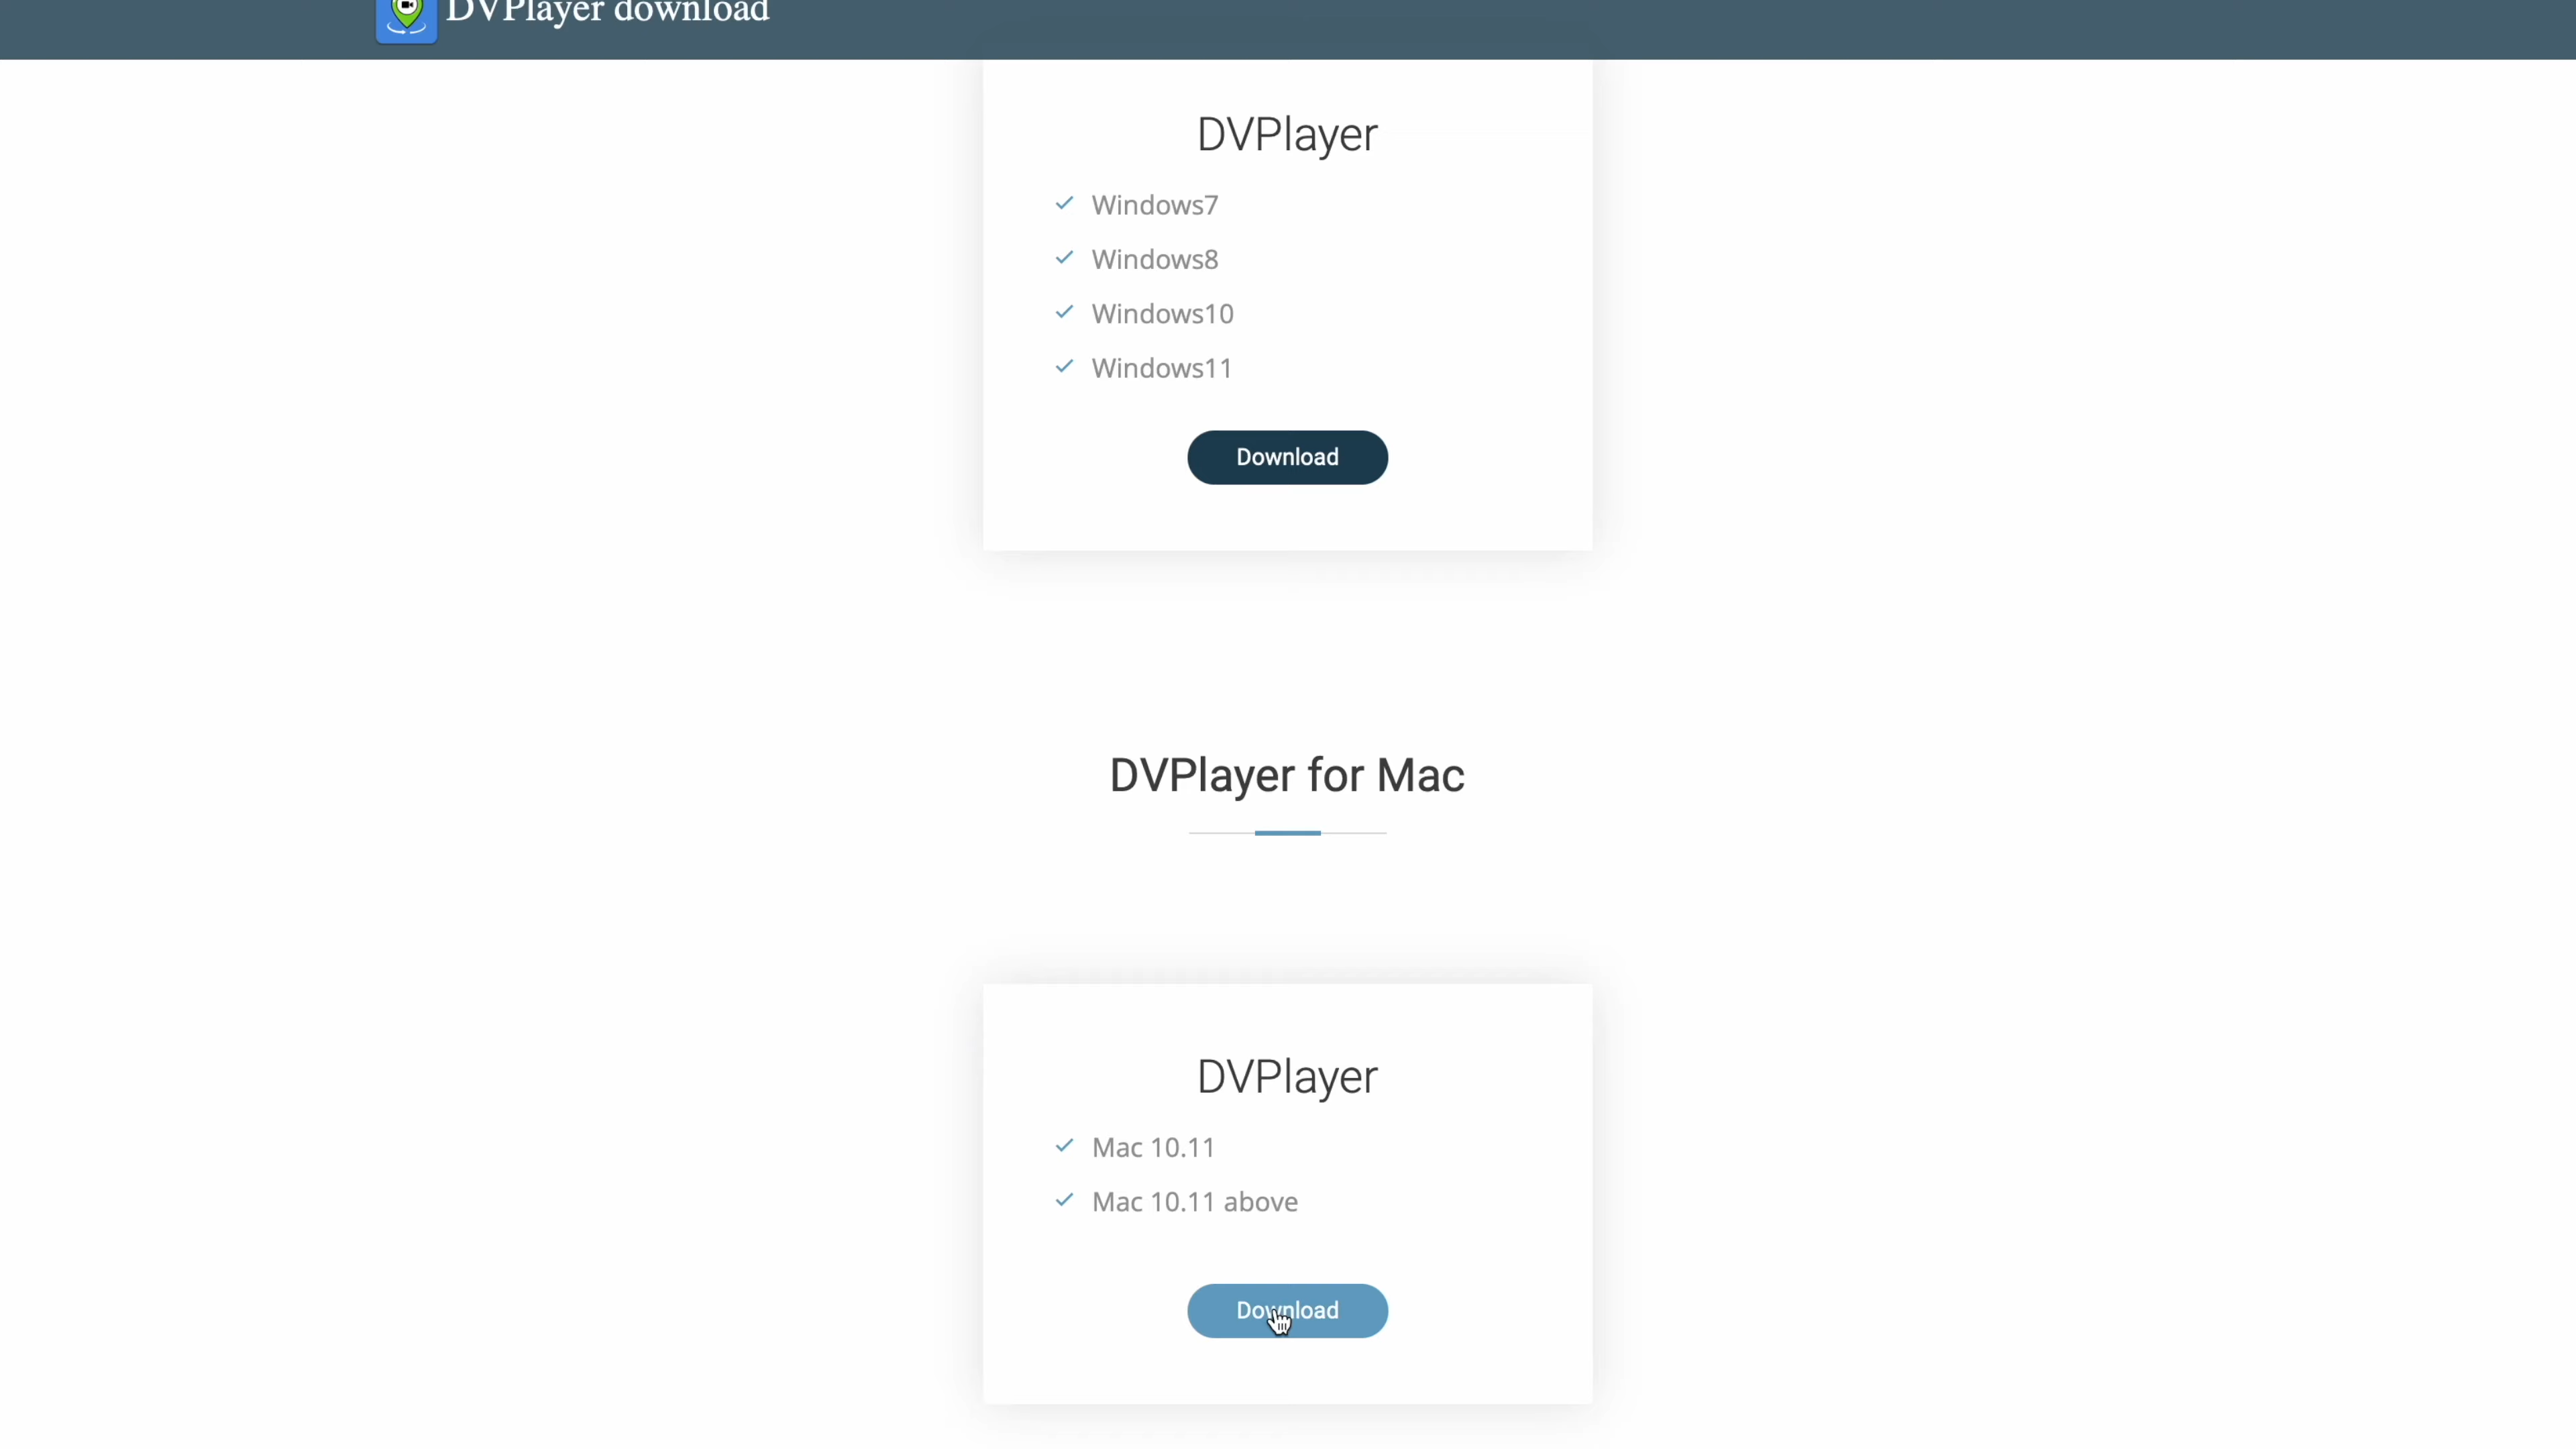 DVPlayer download
DVPlayer
Windows7
Windows8
Windows10
Windows11
Download
DVPlayer for Mac
DVPlayer
Mac 10.11
Mac 10.11 above
Download